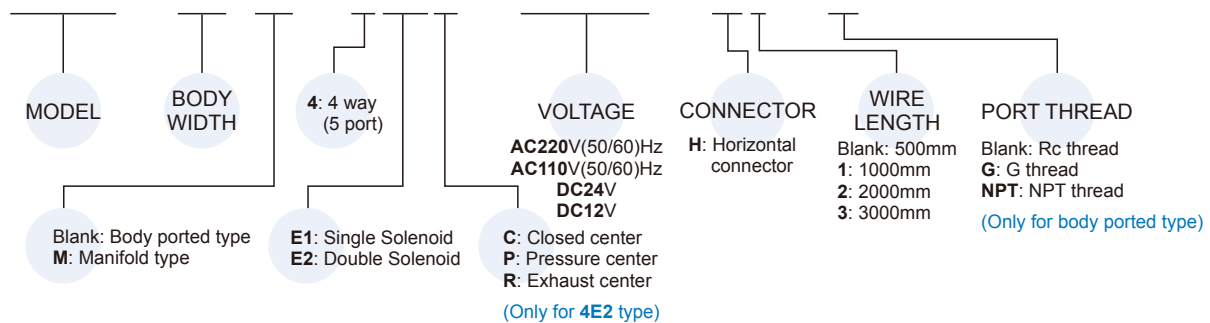 MODEL
BODY
WIDTH
4: 4 way
(5 port)
VOLTAGE
AC220V(50/60)Hz
AC110V(50/60)Hz
DC24V
DC12V
CONNECTOR
H: Horizontal
connector
WIRE
LENGTH
Blank: 500mm
1: 1000mm
2: 2000mm
3: 3000mm
PORT THREAD
Blank: Rc thread
G: G thread
NPT: NPT thread
(Only for body ported type)
Blank: Body ported type
M: Manifold type
E1: Single Solenoid
E2: Double Solenoid
C: Closed center
P: Pressure center
R: Exhaust center
(Only for 4E2 type)